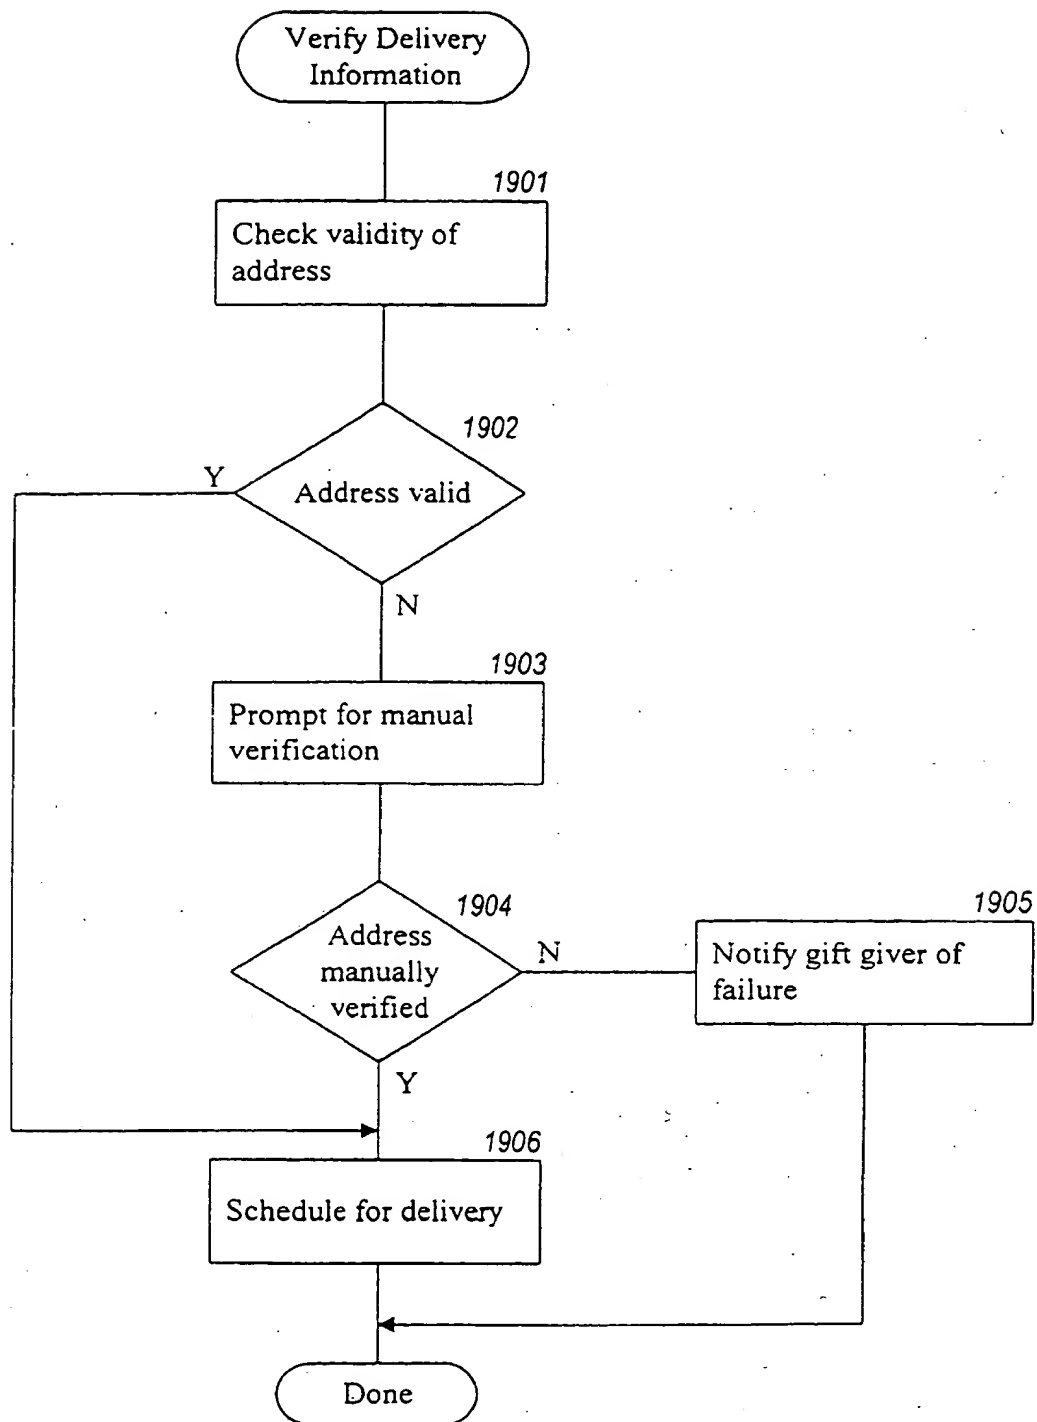 Verify Delivery
Information
1901
Check validity of
address
1902
Y
Address valid
N
1903
Prompt for manual
verification
1904
Address
manually
verified
N
1905
Notify gift giver of
failure
Y
1906
Schedule for delivery
Done